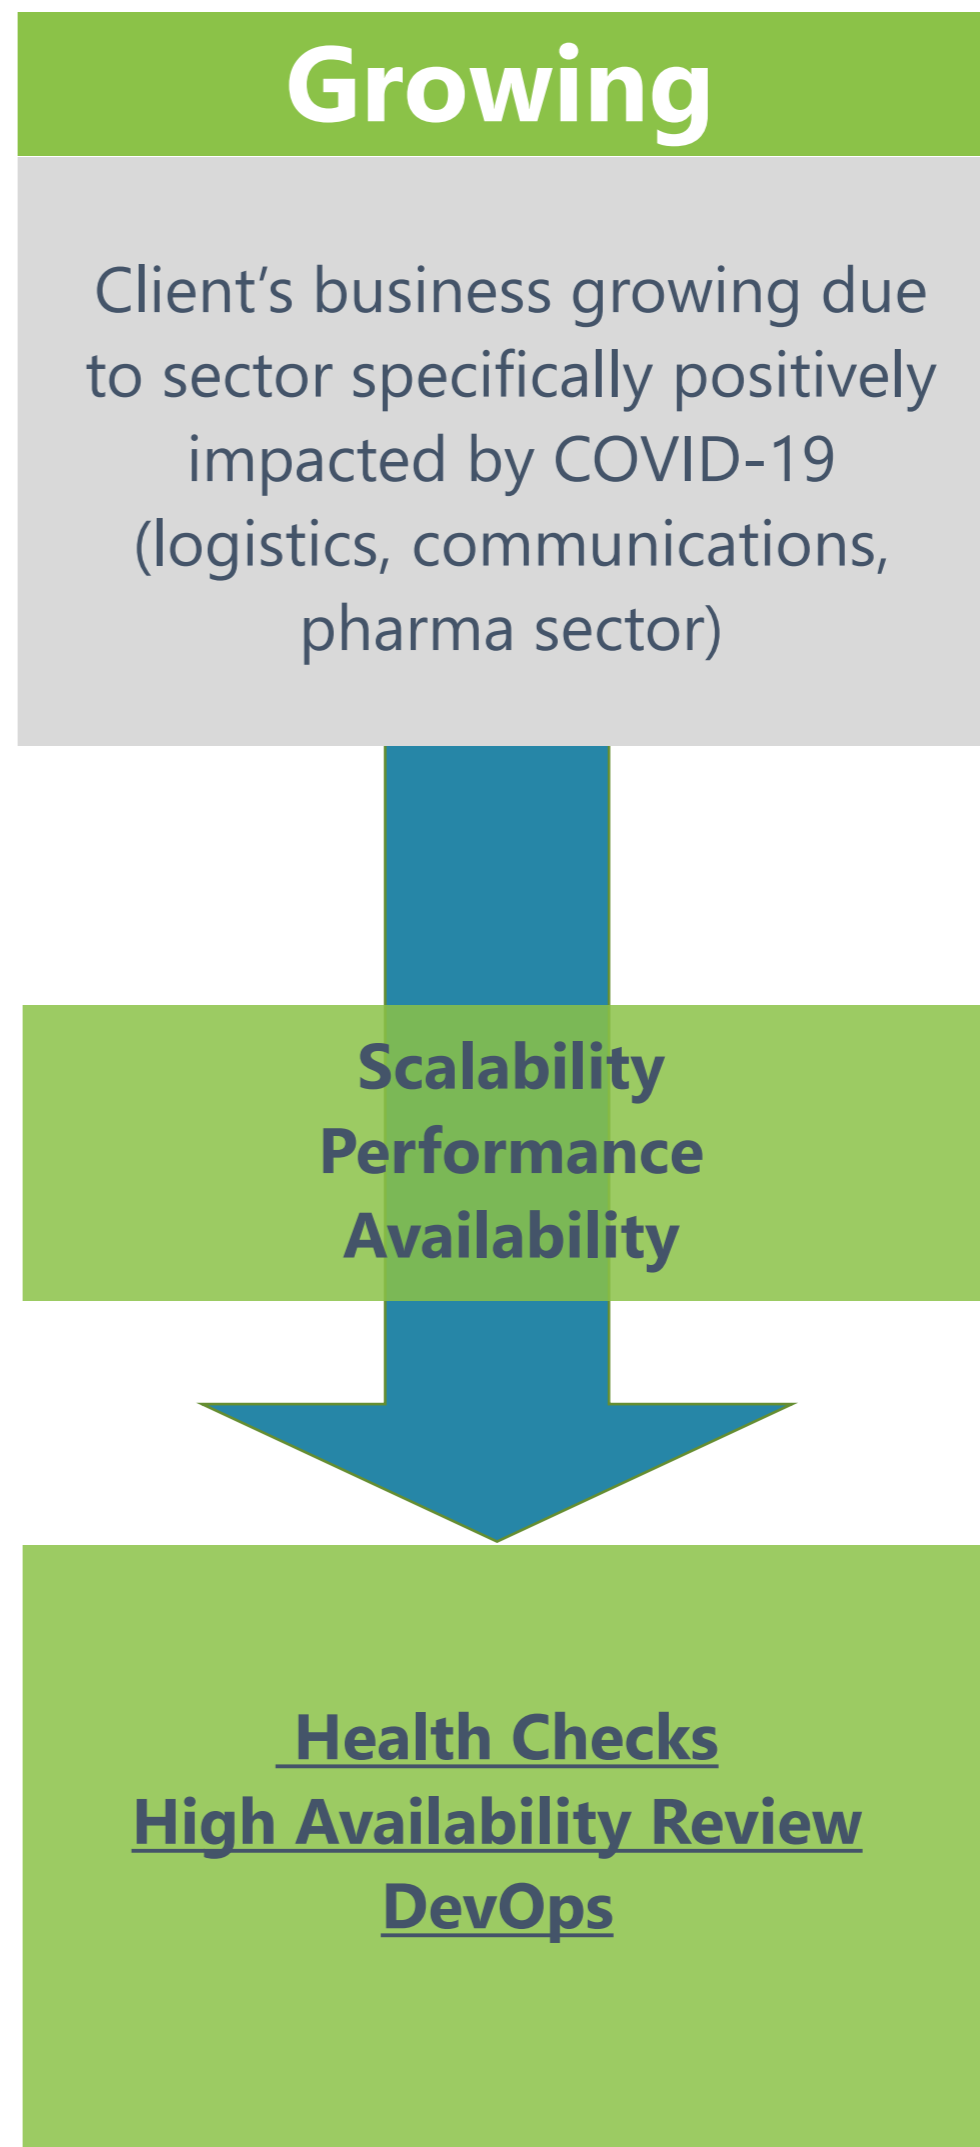 Growing
Client’s business growing due
to sector specifically positively
impacted by COVID-19
(logistics, communications,
pharma sector)
Scalability
Performance
Availability
Health Checks
High Availability Review
DevOps